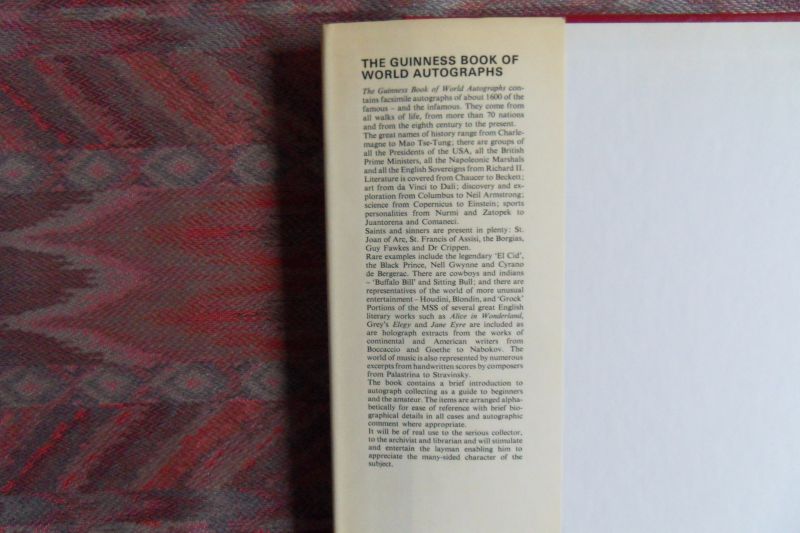 THE GUINNESS BOOK OF
WORLD AUTOGRAPHS
The Guinness Book of World Autographs con-
tains facsimile autographs of about 1600 of the
famous – and the infamous. They come from
all walks of life, from more than 70 nations
and from the eighth century to the present.
The great names of history range from Charle-
magne to Mao Tse-Tung; there are groups of
all the Presidents of the USA, all the British
Prime Ministers, all the Napoleonic Marshals
and all the English Sovereigns from Richard II.
Literature is covered from Chaucer to Beckett;
art from da Vinci to Dali; discovery and ex-
ploration from Columbus to Neil Armstrong;
science from Copernicus to Einstein; sports
personalities from Nurmi and Zatopek to
Juantorena and Comaneci.
Saints and sinners are present in plenty: St.
Joan of Arc, St. Francis of Assisi, the Borgias,
Guy Fawkes and Dr Crippen.
Rare examples include the legendary 'El Cid',
the Black Prince, Nell Gwynne and Cyrano
de Bergerac. There are cowboys and indians
– 'Buffalo Bill' and Sitting Bull; and there are
representatives of the world of more unusual
entertainment – Houdini, Blondin, and 'Grock'
Portions of the MSS of several great English
literary works such as Alice in Wonderland,
Grey's Elegy and Jane Eyre are included as
are holograph extracts from the works of
continental and American writers from
Boccaccio and Goethe to Nabokov. The
world of music is also represented by numerous
excerpts from handwritten scores by composers
from Palastrina to Stravinsky.
The book contains a brief introduction to
autograph collecting as a guide to beginners
and the amateur. The items are arranged alpha-
betically for ease of reference with brief bio-
graphical details in all cases and autographic
comment where appropriate.
It will be of real use to the serious collector,
to the archivist and librarian and will stimulate
and entertain the layman enabling him to
appreciate the many-sided character of the
subject.